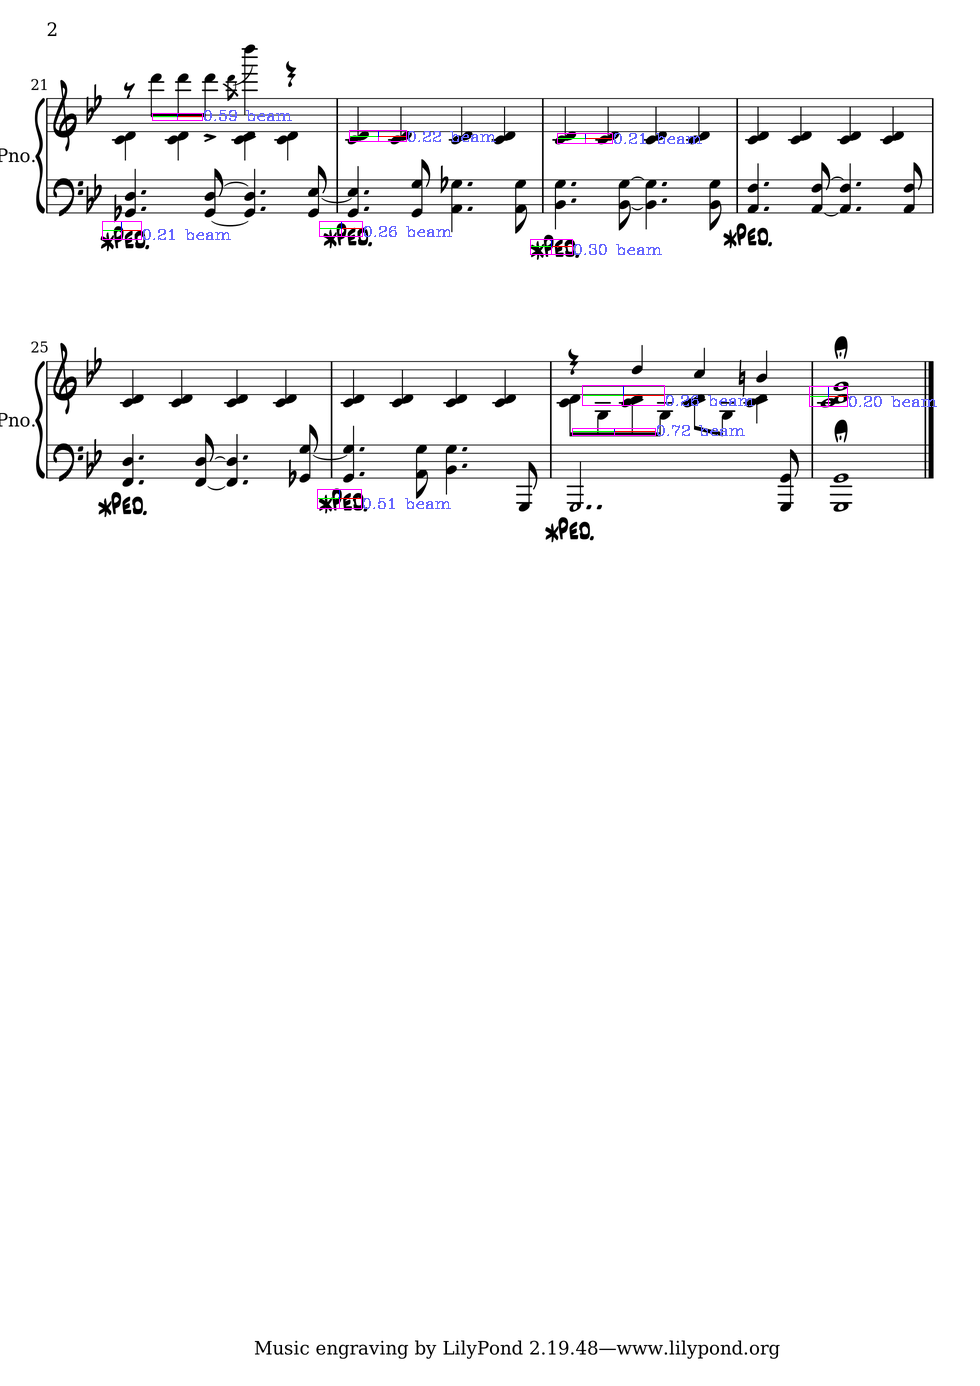 2
21
0.59 beam
0.22 beam
0.21 beam
Pno.
*PED. 0.21 beam
*PED. 0.26 beam
*PED. 0.30 beam
*PED.
25
0.26 beam
0.20 beam
Pno.
0.72 beam
*PED.
*PED. 0.51 beam
*PED.
Music engraving by LilyPond 2.19.48—www.lilypond.org